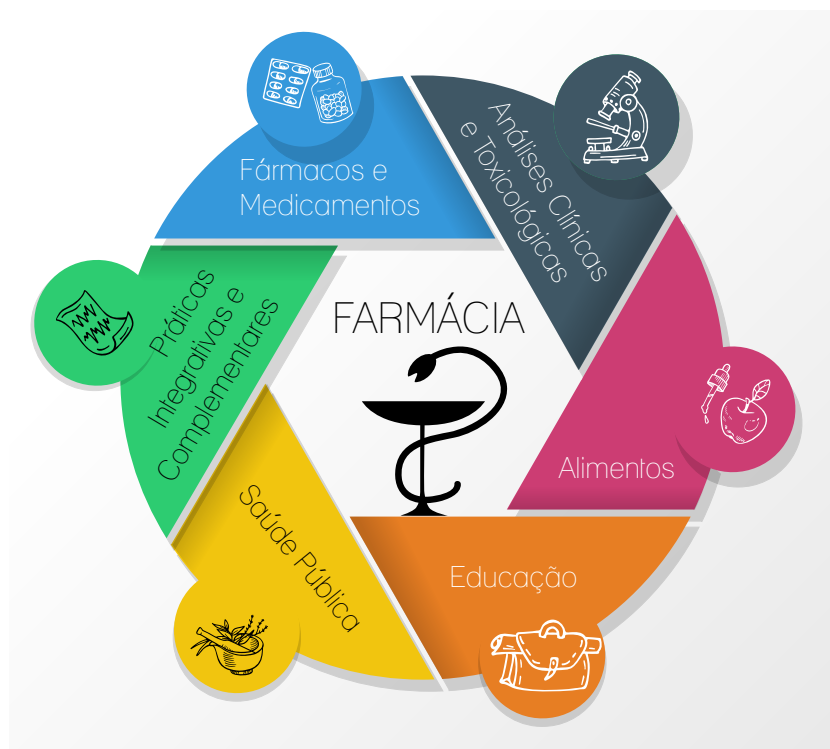 Fármacos e
Medicamentos
Análises Clínicas
e Toxicológicas
Práticas
Integrativas e
Complementares
FARMÁCIA
Alimentos
Saúde Pública
Educação